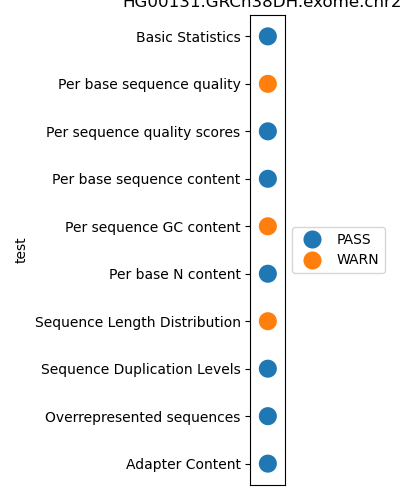 HG00131.GRCh38DH.exome.chr2
Basic Statistics
Per base sequence quality
Per sequence quality scores
Per base sequence content
Per sequence GC content
Per base N content
Sequence Length Distribution
Sequence Duplication Levels
Overrepresented sequences
Adapter Content
test
PASS
WARN